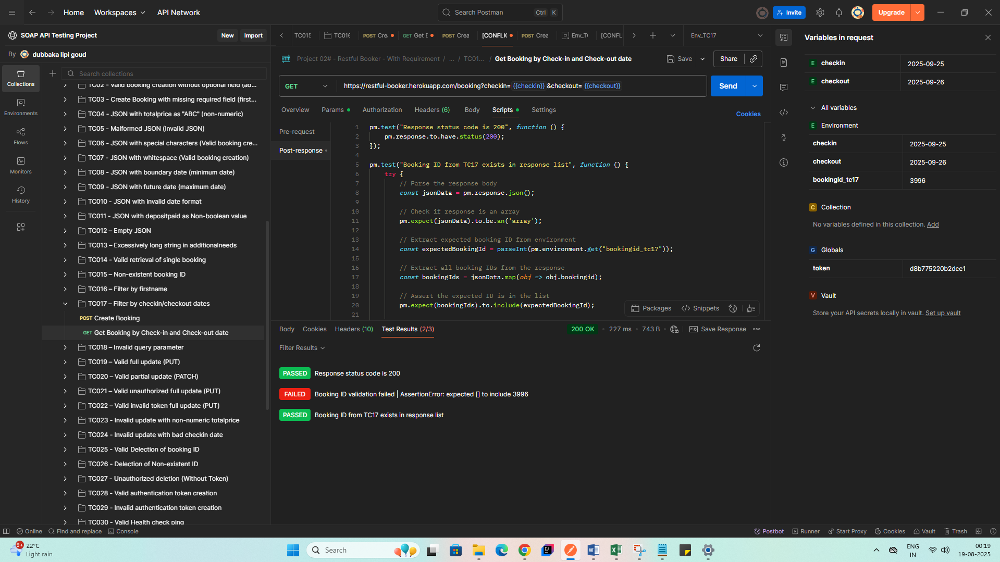 Home
Workspaces
API Network
Search Postman
Ctrl
K
Invite
Upgrade
SOAP API Testing Project
New
Import
By
dubbaka lipi goud
Collections
Environments
Flows
Monitors
History
Search collections
TC02 - Valid booking creation without optional field (ad...
TC03 - Create Booking with missing required field (first...
TC04 - JSON with totalprice as "ABC" (non-numeric)
TC05 - Malformed JSON (Invalid JSON)
TC06 - JSON with special characters (Valid booking cre...
TC07 - JSON with whitespace (Valid booking creation)
TC08 - JSON with boundary date (minimum date)
TC09 - JSON with future date (maximum date)
TC010 - JSON with invalid date format
TC011 - JSON with depositpaid as Non-boolean value
TC012 – Empty JSON
TC013 – Excessively long string in additionalneeds
TC014 - Valid retrieval of single booking
TC015 – Non-existent booking ID
TC016 – Filter by firstname
TC017 – Filter by checkin/checkout dates
POST Create Booking
GET Get Booking by Check-in and Check-out date
TC018 – Invalid query parameter
TC019 – Valid full update (PUT)
TC020 – Valid partial update (PATCH)
TC021 – Valid unauthorized full update (PUT)
TC022 – Valid invalid token full update (PUT)
TC023 - Invalid update with non-numeric totalprice
TC024 - Invalid update with bad checkin date
TC025 - Valid Delection of booking ID
TC026 - Delection of Non-existent ID
TC027 - Unauthorized deletion (Without Token)
TC028 - Valid authentication token creation
TC029 - Invalid authentication token creation
TC030 - Valid Health check ping
TC015
TC016
POST Cre
GET Get E
POST Crea
[CONFLIC
POST Crea
Env_T
[CONFLI
Env_TC17
HTTP
Project 02# - Restful Booker - With Requirement / ... / TC01... / Get Booking by Check-in and Check-out date
Save
Share
GET
https://restful-booker.herokuapp.com/booking?checkin= {{checkin}} &checkout= {{checkout}}
Send
Overview
Params
Authorization
Headers (6)
Body
Scripts
Settings
Cookies
Pre-request
Post-response
1 pm.test("Response status code is 200", function () {
2 pm.response.to.have.status(200);
3 });
4
5 pm.test("Booking ID from TC17 exists in response list", function () {
6 try {
7 // Parse the response body
8 const jsonData = pm.response.json();
9
10 // Check if response is an array
11 pm.expect(jsonData).to.be.an('array');
12
13 // Extract expected booking ID from environment
14 const expectedBookingId = parseInt(pm.environment.get("bookingid_tc17"));
15
16 // Extract all booking IDs from the response
17 const bookingIds = jsonData.map(obj => obj.bookingid);
18
19 // Assert the expected ID is in the list
20 pm.expect(bookingIds).to.include(expectedBookingId);
21
Packages
Snippets
Body
Cookies
Headers (10)
Test Results (2/3)
200 OK
227 ms
743 B
e.g.
Save Response
Filter Results
PASSED Response status code is 200
FAILED Booking ID validation failed | AssertionError: expected [] to include 3996
PASSED Booking ID from TC17 exists in response list
Variables in request
E checkin 2025-09-25
E checkout 2025-09-26
All variables
E Environment
checkin 2025-09-25
checkout 2025-09-26
bookingid_tc17 3996
C Collection
No variables defined in this collection. Add
G Globals
token d8b775220b2dce1
V Vault
Store your API secrets locally in vault. Set up vault
Online
Find and replace
Console
Postbot
Runner
Start Proxy
Cookies
Vault
Trash
9+
22°C
Light rain
Search
ENG
IN
00:19
19-08-2025